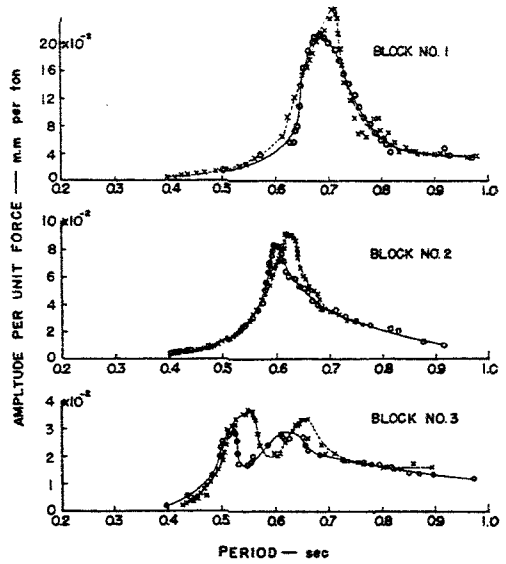 AMPLTUDE PER UNIT FORCE — m.m per ton
20 ×10⁻²
16
12
8
4
0
BLOCK NO. 1
0.2 0.3 0.4 0.5 0.6 0.7 0.8 0.9 1.0
10 ×10⁻²
8
6
4
2
0
BLOCK NO. 2
0.2 0.3 0.4 0.5 0.6 0.7 0.8 0.9 1.0
4 ×10⁻²
3
2
1
0
BLOCK NO. 3
0.2 0.3 0.4 0.5 0.6 0.7 0.8 0.9 1.0
PERIOD — sec